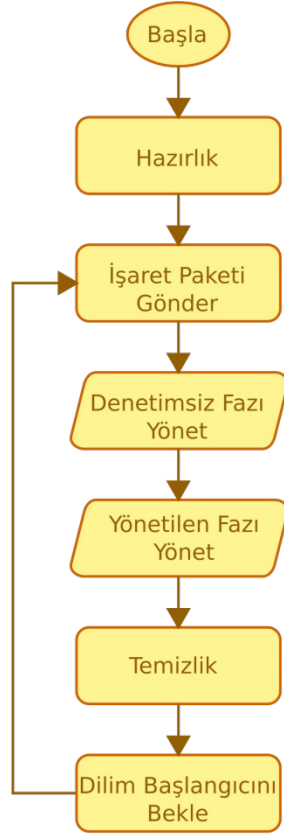 Başla
Hazırlık
İşaret Paketi
Gönder
Denetimsiz Fazı
Yönet
Yönetilen Fazı
Yönet
Temizlik
Dilim Başlangıcını
Bekle